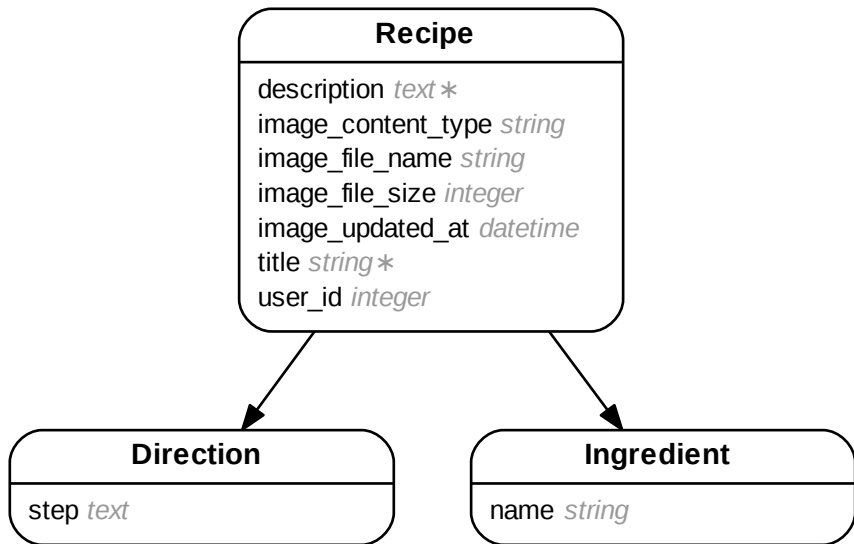 Recipe
description text∗
image_content_type string
image_file_name string
image_file_size integer
image_updated_at datetime
title string∗
user_id integer
Direction
step text
Ingredient
name string